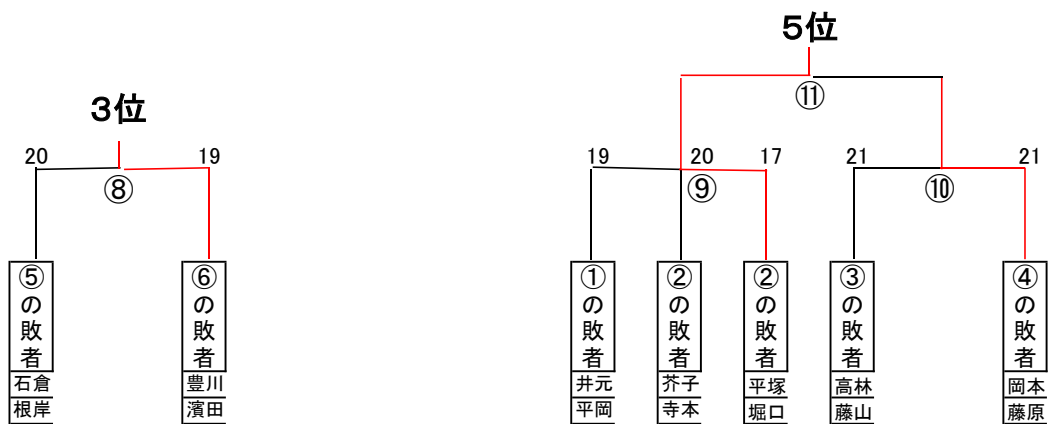 5位
⑪
3位
20
19
⑧
19
20
17
⑨
21
21
⑩
⑤の敗者
石倉
根岸
⑥の敗者
豊川
濱田
①の敗者
井元
平岡
②の敗者
芥子
寺本
②の敗者
平塚
堀口
③の敗者
高林
藤山
④の敗者
岡本
藤原